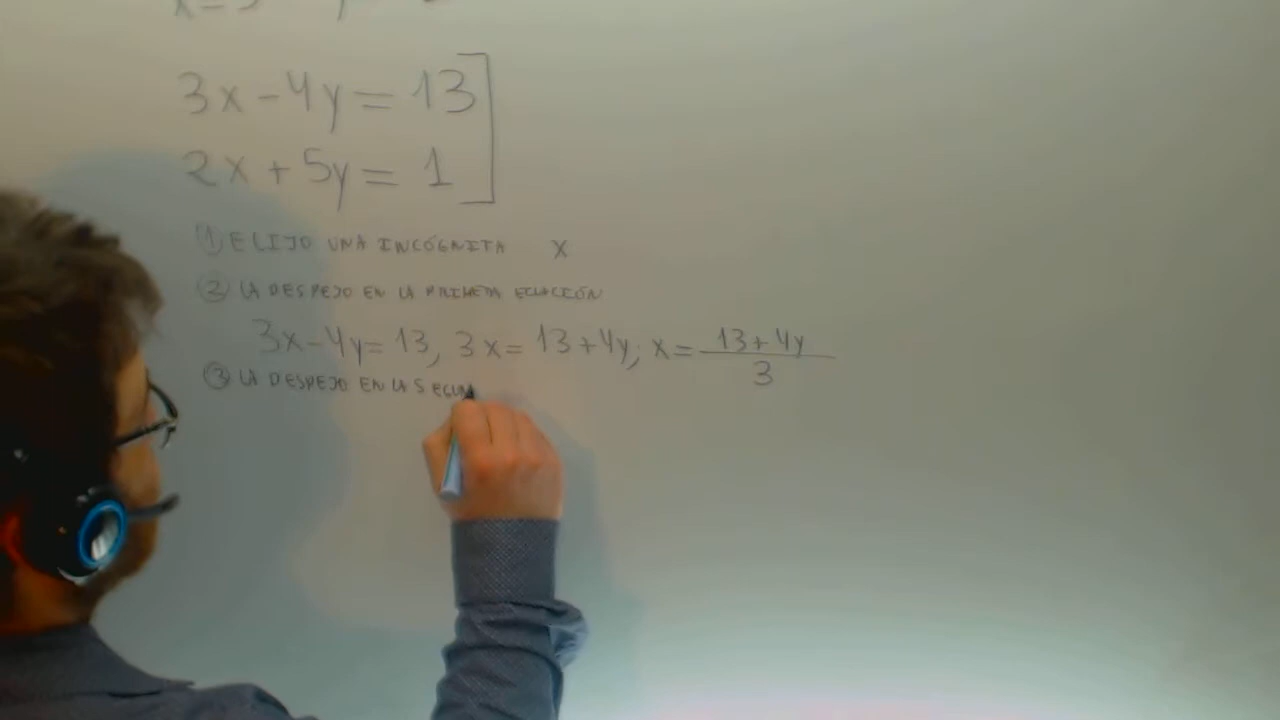 3x - 4y = 13
2x + 5y = 1
① ELIJO UNA INCÓGNITA X
② LA DESPEJO EN LA PRIMERA ECUACIÓN
3x - 4y = 13, 3x = 13 + 4y; x = 13 + 4y / 3
③ LA DESPEJO EN LA SEGUN